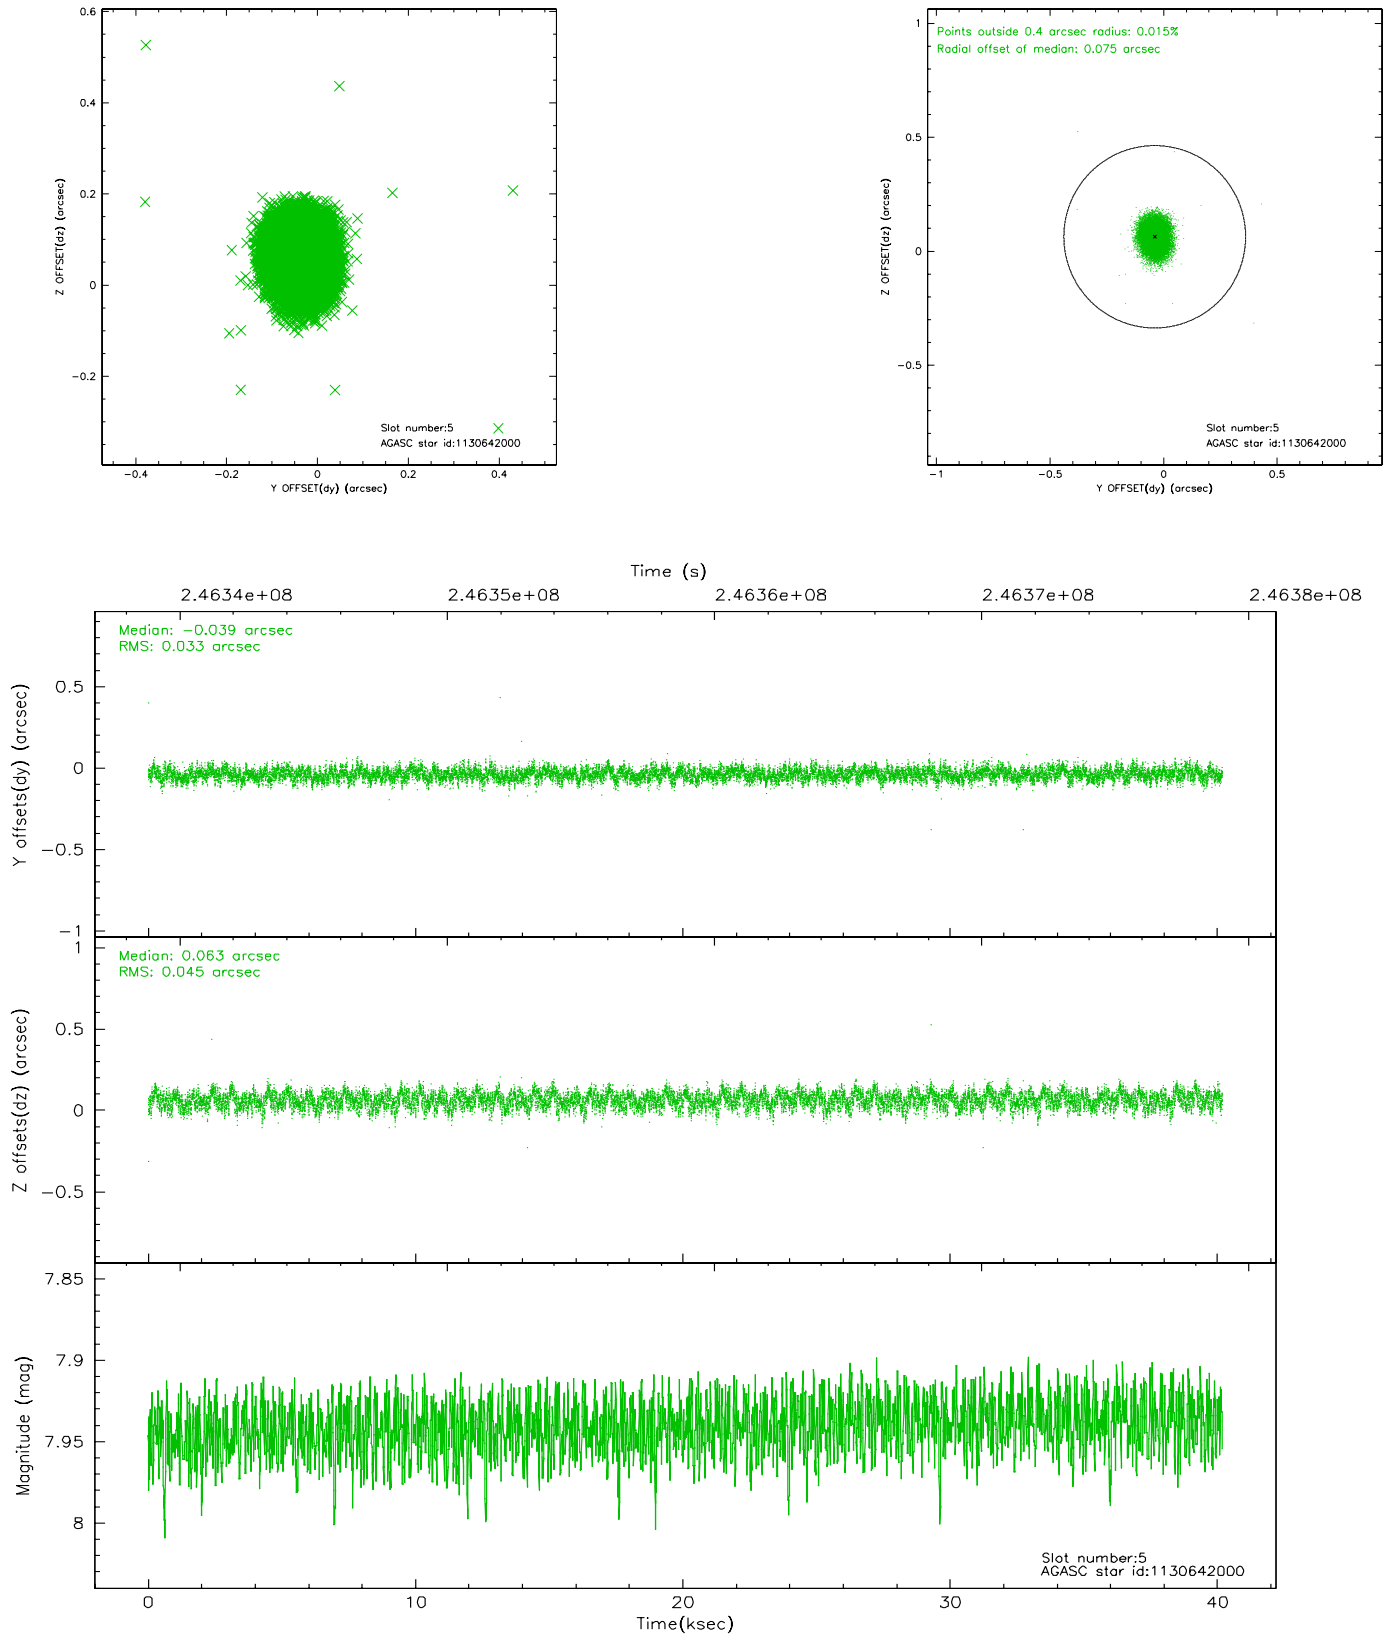 0.6
0.4
0.2
0
−0.2
Z OFFSET(dz) (arcsec)
Slot number:5
AGASC star id:1130642000
−0.4 −0.2 0 0.2 0.4
Y OFFSET(dy) (arcsec)
Points outside 0.4 arcsec radius: 0.015%
Radial offset of median: 0.075 arcsec
1
0.5
0
−0.5
Z OFFSET(dz) (arcsec)
Slot number:5
AGASC star id:1130642000
−1 −0.5 0 0.5
Y OFFSET(dy) (arcsec)
Time (s)
2.4634e+08 2.4635e+08 2.4636e+08 2.4637e+08 2.4638e+08
Median: −0.039 arcsec
RMS: 0.033 arcsec
0.5
0
−0.5
−1
Y offsets(dy) (arcsec)
Median: 0.063 arcsec
RMS: 0.045 arcsec
1
0.5
0
−0.5
Z offsets(dz) (arcsec)
7.85
7.9
7.95
8
Magnitude (mag)
Slot number:5
AGASC star id:1130642000
0 10 20 30 40
Time(ksec)